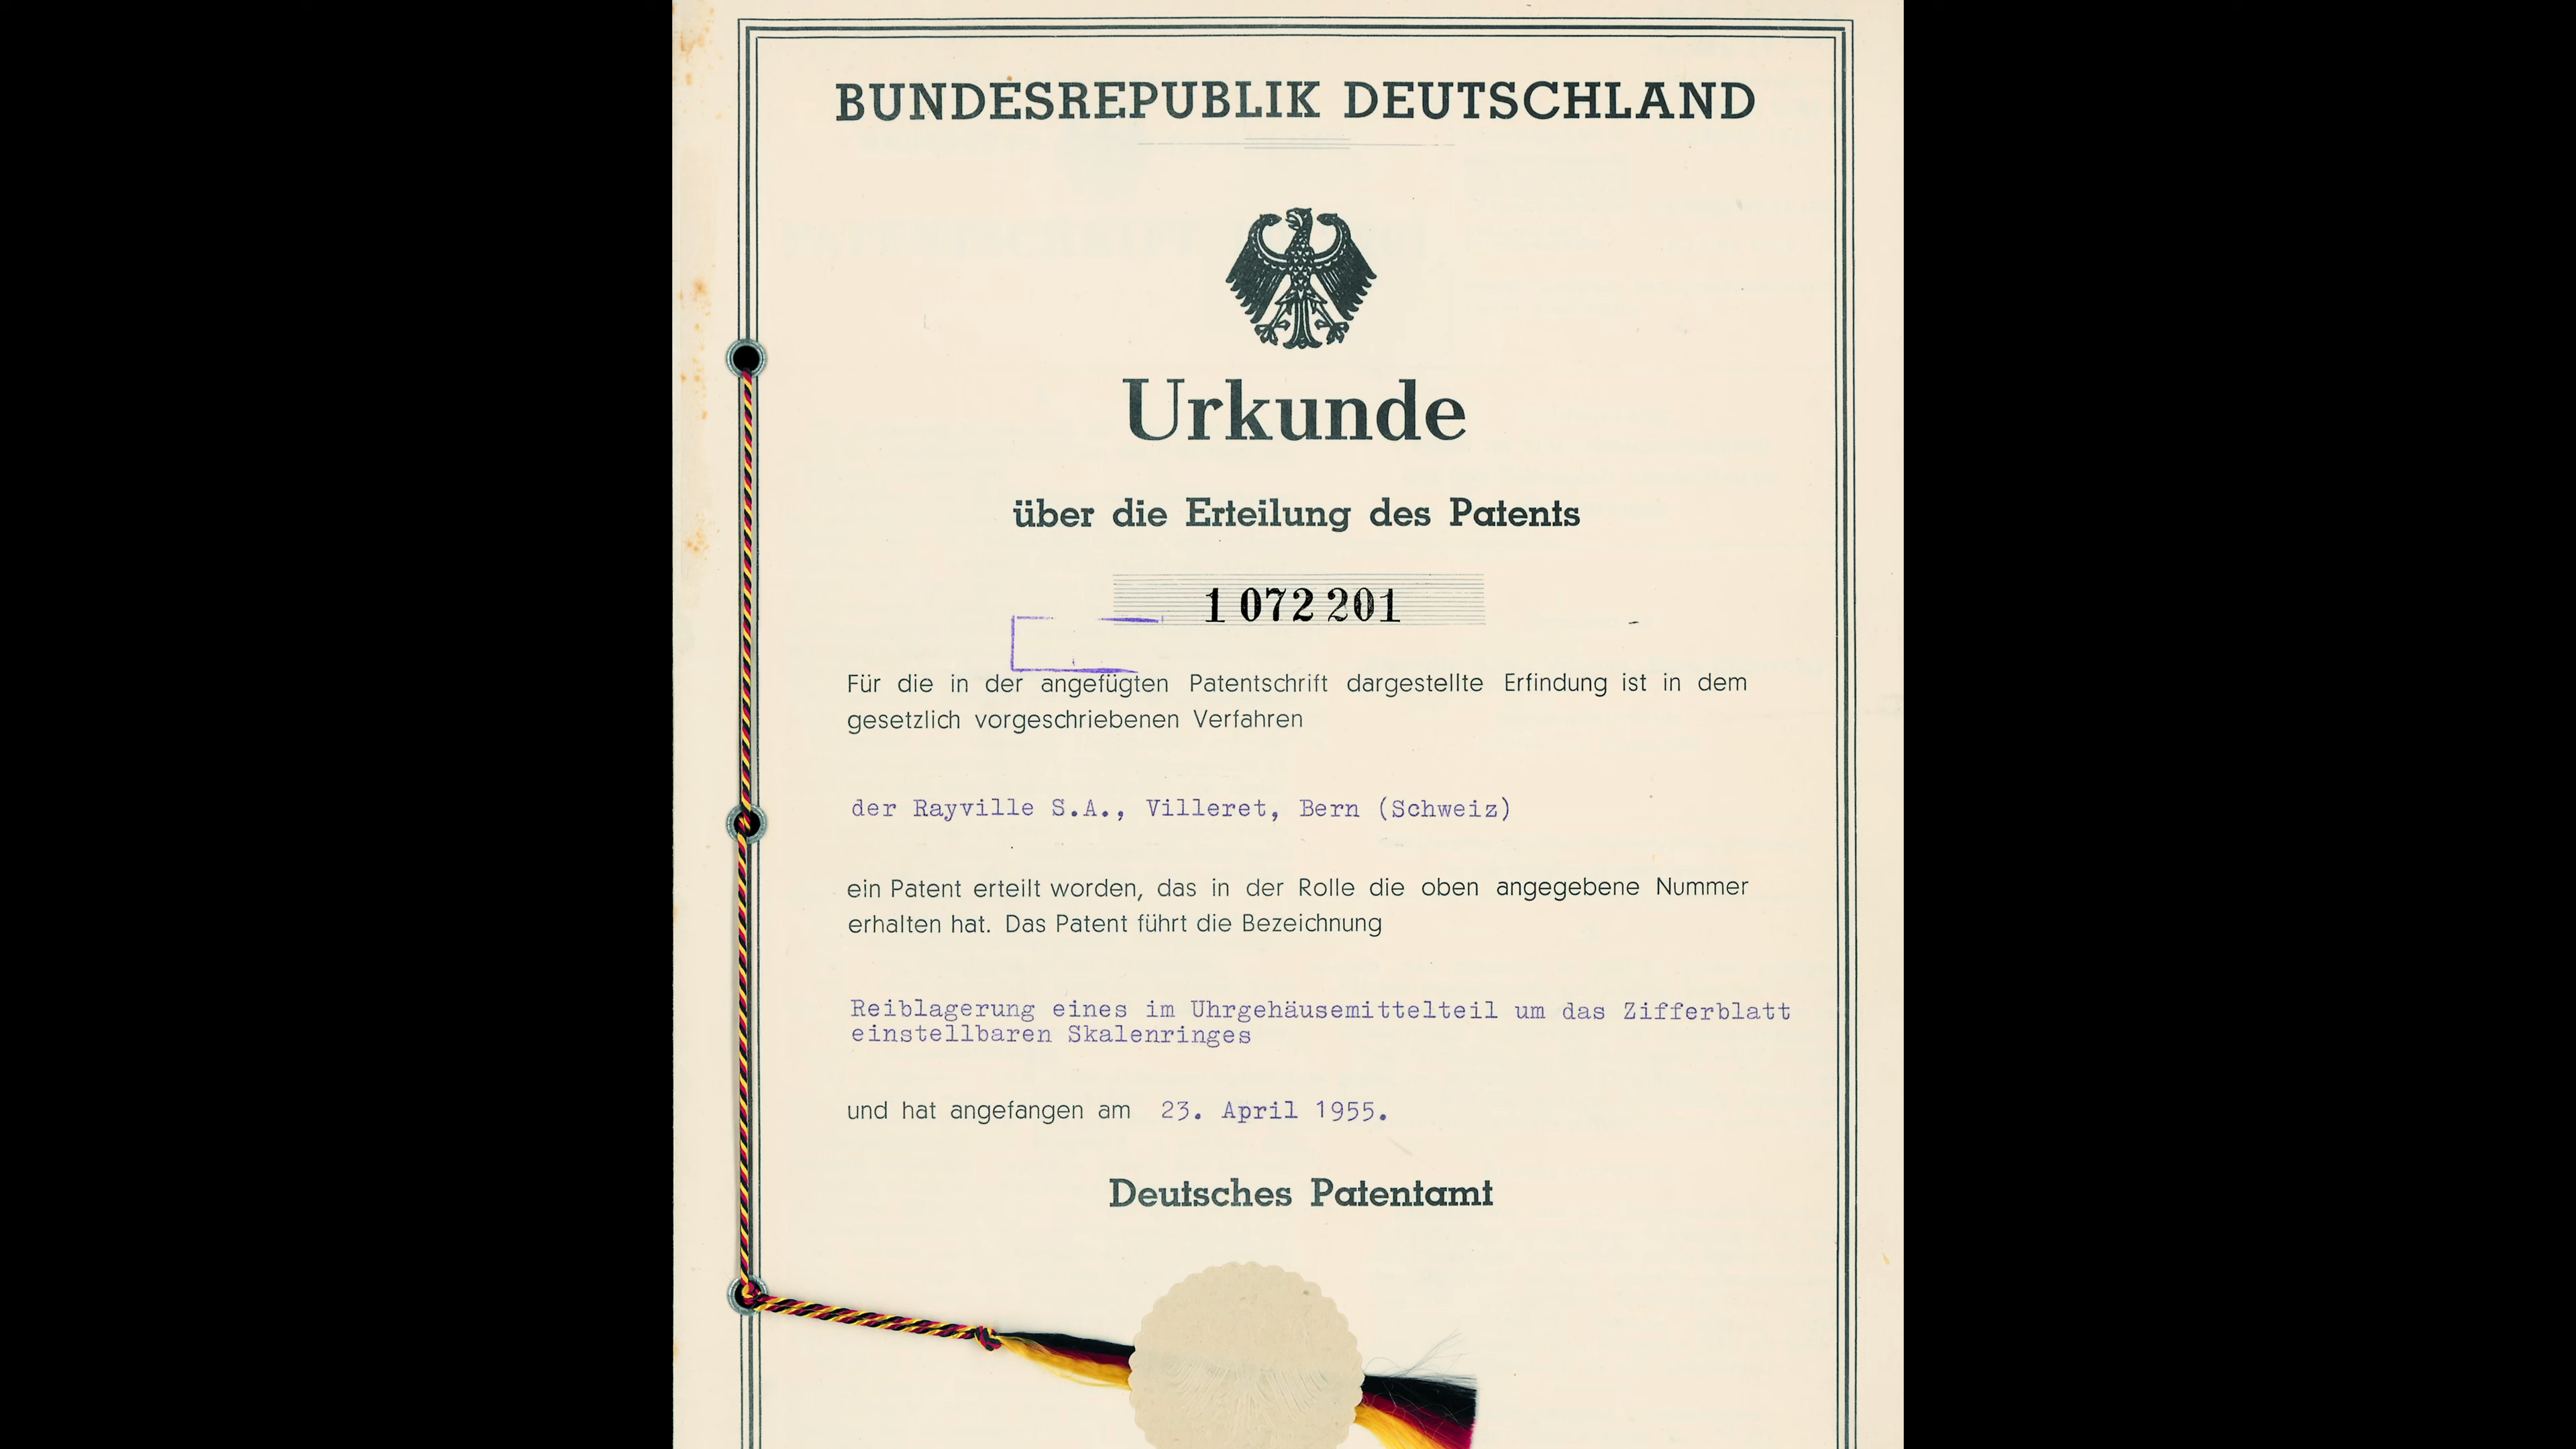 BUNDESREPUBLIK DEUTSCHLAND
Urkunde
über die Erteilung des Patents
1 072 201
Für die in der angefügten Patentschrift dargestellte Erfindung ist in dem
gesetzlich vorgeschriebenen Verfahren
der Rayville S.A., Villeret, Bern (Schweiz)
ein Patent erteilt worden, das in der Rolle die oben angegebene Nummer
erhalten hat. Das Patent führt die Bezeichnung
Reiblagerung eines im Uhrgehäusemittelteil um das Zifferblatt
einstellbaren Skalenringes
und hat angefangen am 23. April 1955.
Deutsches Patentamt